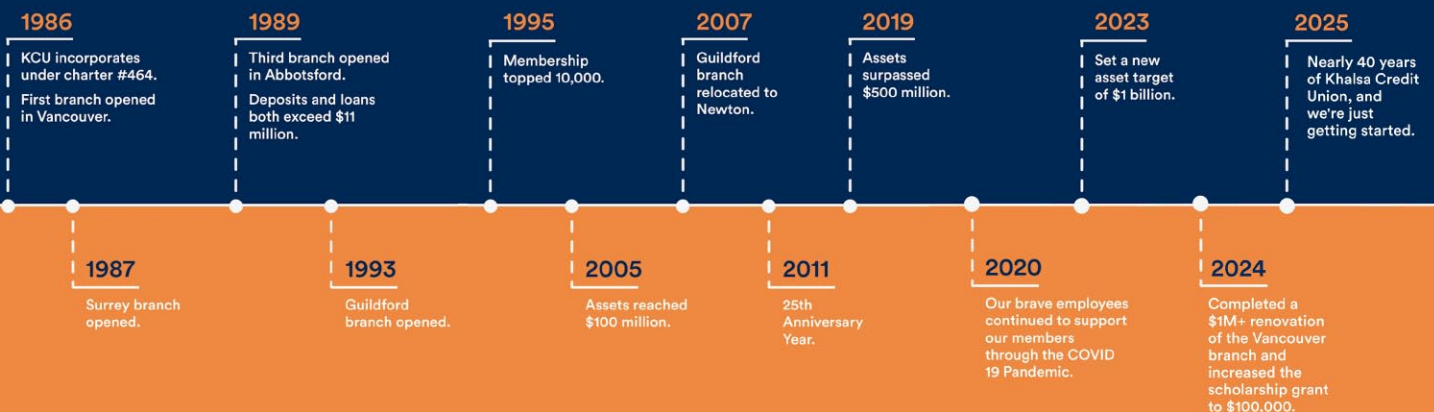 1986
KCU incorporates
under charter #464.
First branch opened
in Vancouver.
1989
Third branch opened
in Abbotsford.
Deposits and loans
both exceed $11
million.
1995
Membership
topped 10,000.
2007
Guildford
branch
relocated to
Newton.
2019
Assets
surpassed
$500 million.
2023
Set a new
asset target
of $1 billion.
2025
Nearly 40 years
of Khalsa Credit
Union, and
we're just
getting started.
1987
Surrey branch
opened.
1993
Guildford
branch opened.
2005
Assets reached
$100 million.
2011
25th
Anniversary
Year.
2020
Our brave employees
continued to support
our members
through the COVID
19 Pandemic.
2024
Completed a
$1M+ renovation
of the Vancouver
branch and
increased the
scholarship grant
to $100,000.